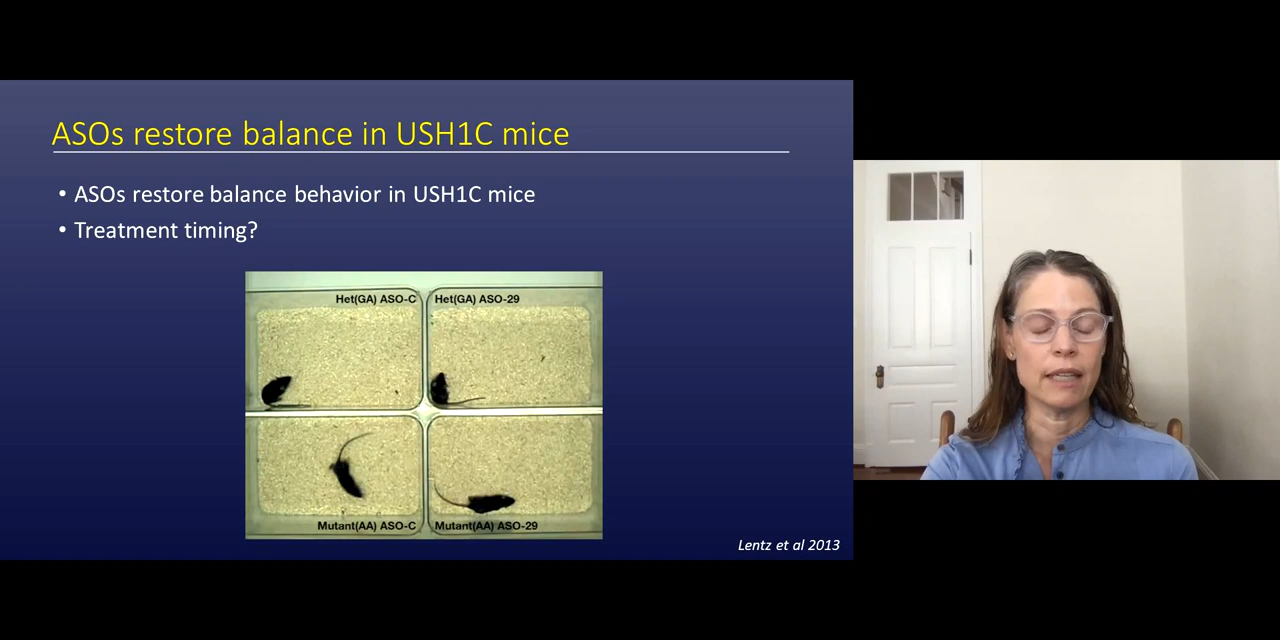 ASOs restore balance in USH1C mice
• ASOs restore balance behavior in USH1C mice
• Treatment timing?
Het(GA) ASO-C
Het(GA) ASO-29
Mutant(AA) ASO-C
Mutant(AA) ASO-29
Lentz et al 2013